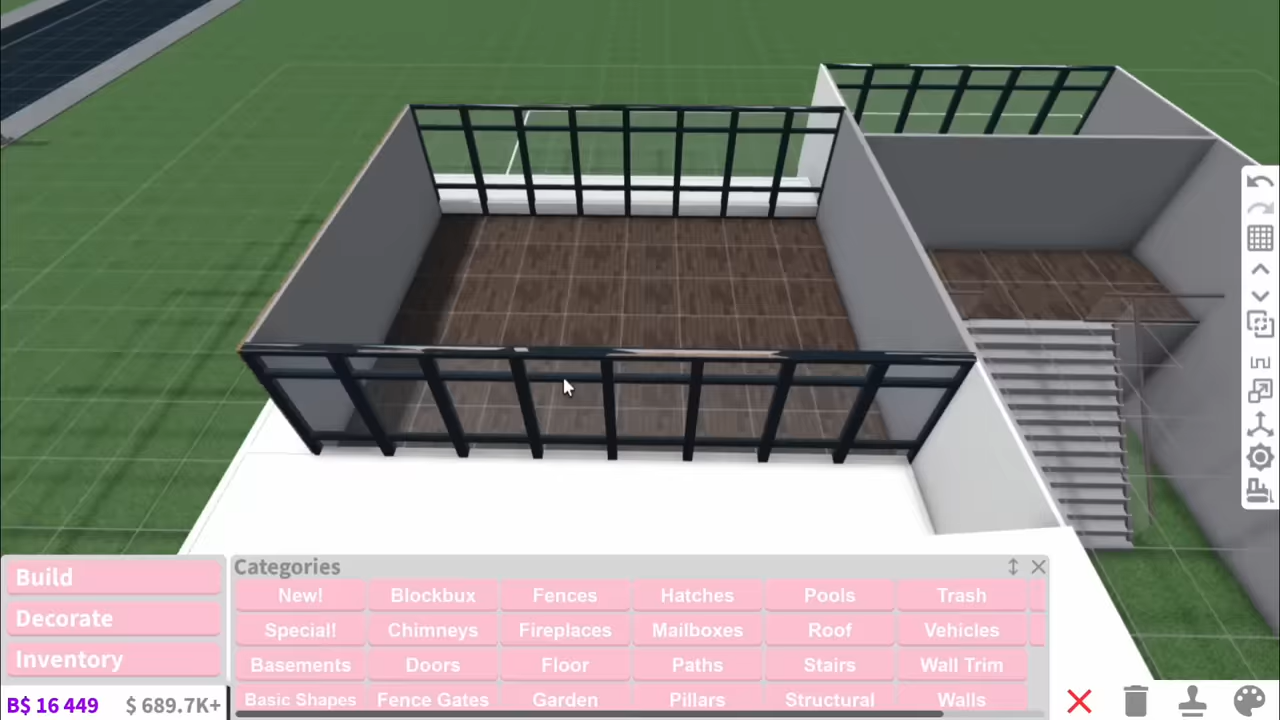 Build
Decorate
Inventory
B$ 16 449 $ 689.7K+
Categories
New! Blockbux Fences Hatches Pools Trash
Special! Chimneys Fireplaces Mailboxes Roof Vehicles
Basements Doors Floor Paths Stairs Wall Trim
Basic Shapes Fence Gates Garden Pillars Structural Walls